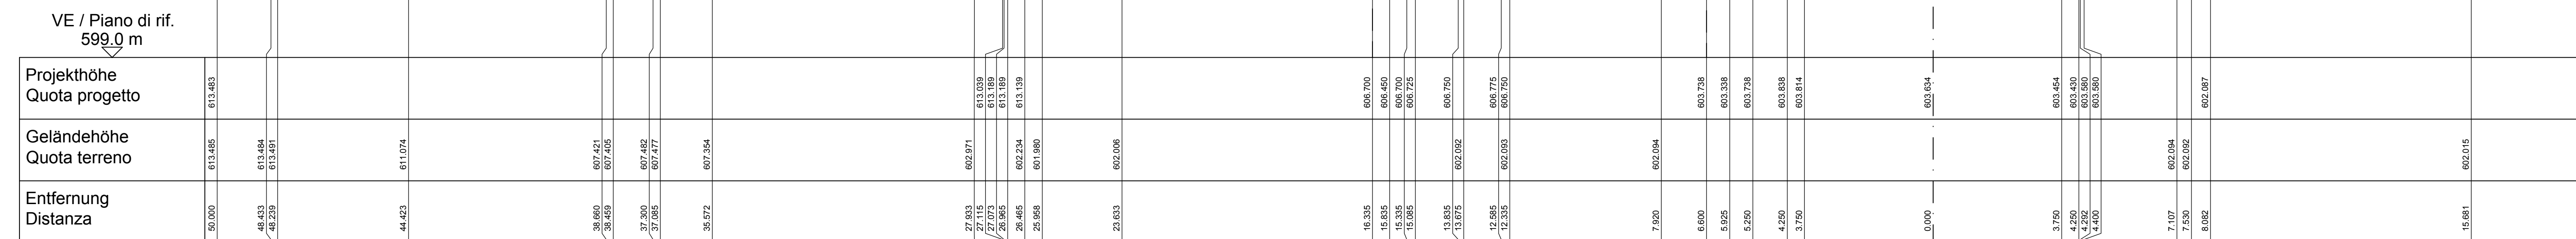 VE / Piano di rif.
599.0 m
Projekthöhe
Quota progetto
613.483 613.039 613.189 613.189 613.139 606.700 606.450 606.700 606.725 606.750 606.775 606.750 603.738 603.338 603.738 603.838 603.814 603.634 603.454 603.430 603.580 603.580 602.087
Geländehöhe
Quota terreno
613.485 613.484 613.491 611.074 607.421 607.405 607.482 607.477 607.354 602.971 602.234 601.980 602.006 602.092 602.093 602.094 602.094 602.092 602.015
Entfernung
Distanza
50.000 48.433 48.239 44.423 38.660 38.459 37.300 37.085 35.572 27.933 27.115 27.073 26.965 26.465 25.958 23.633 16.335 15.835 15.335 15.085 13.835 13.675 12.585 12.335 7.920 6.600 5.925 5.250 4.250 3.750 0.000 3.750 4.250 4.292 4.400 7.107 7.530 8.082 15.681